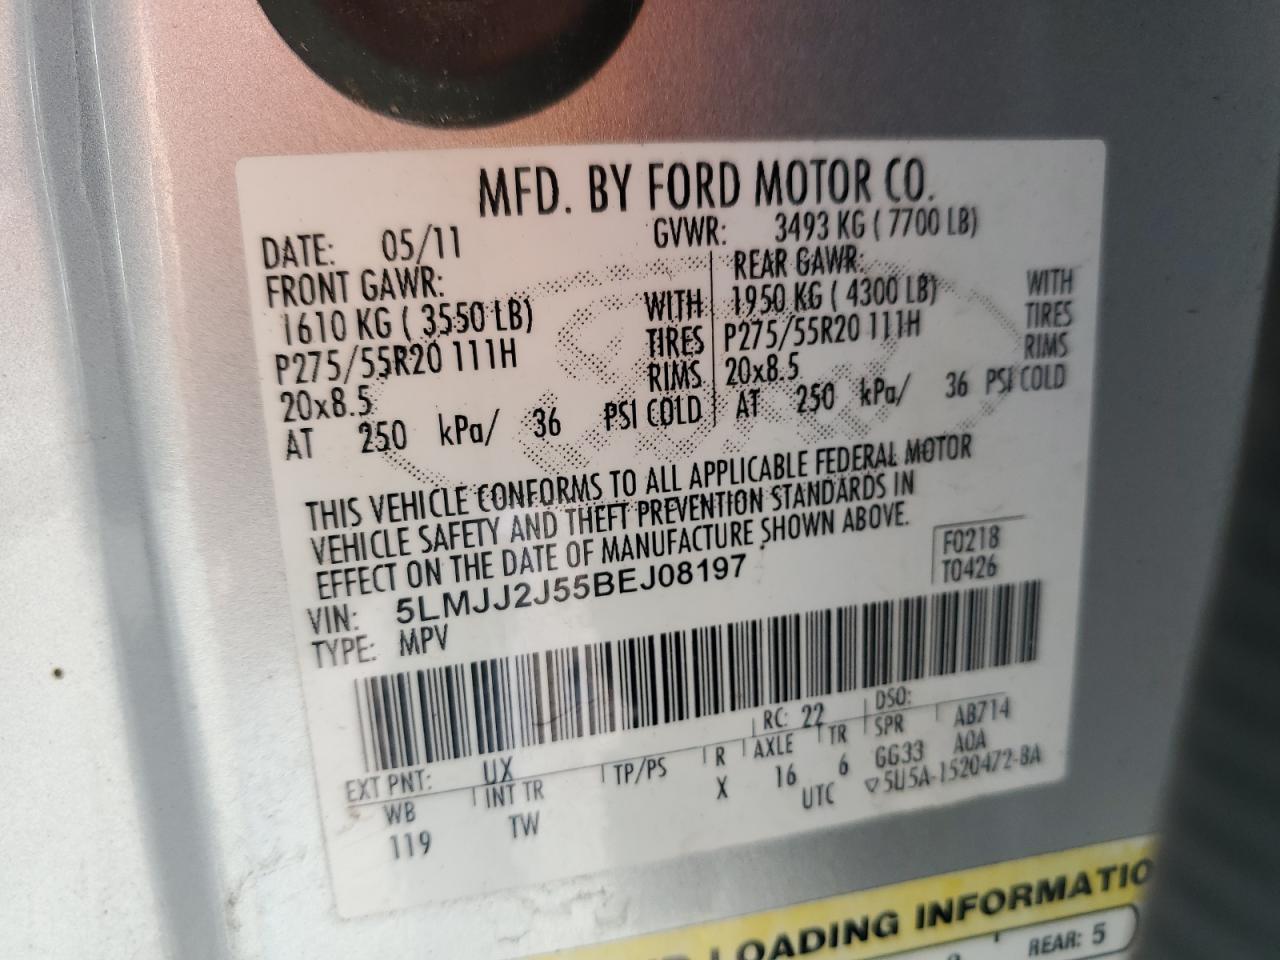 MFD. BY FORD MOTOR CO.
DATE: 05/11 GVWR: 3493 KG ( 7700 LB)
FRONT GAWR: REAR GAWR:
1610 KG ( 3550 LB) WITH 1950 KG ( 4300 LB) WITH
P275/55R20 111H TIRES P275/55R20 111H TIRES
20x8.5 RIMS 20x8.5 RIMS
AT 250 kPa/ 36 PSI COLD AT 250 kPa/ 36 PSI COLD
THIS VEHICLE CONFORMS TO ALL APPLICABLE FEDERAL MOTOR
VEHICLE SAFETY AND THEFT PREVENTION STANDARDS IN
EFFECT ON THE DATE OF MANUFACTURE SHOWN ABOVE.
VIN: 5LMJJ2J55BEJ08197 F0218
TYPE: MPV T0426
EXT PNT: UX RC: 22 DSO: AB714
WB INT TR TP/PS R AXLE TR SPR A0A
119 TW X 16 6 GG33
UTC ▽5U5A-1520472-BA
LOADING INFORMATIO
REAR: 5